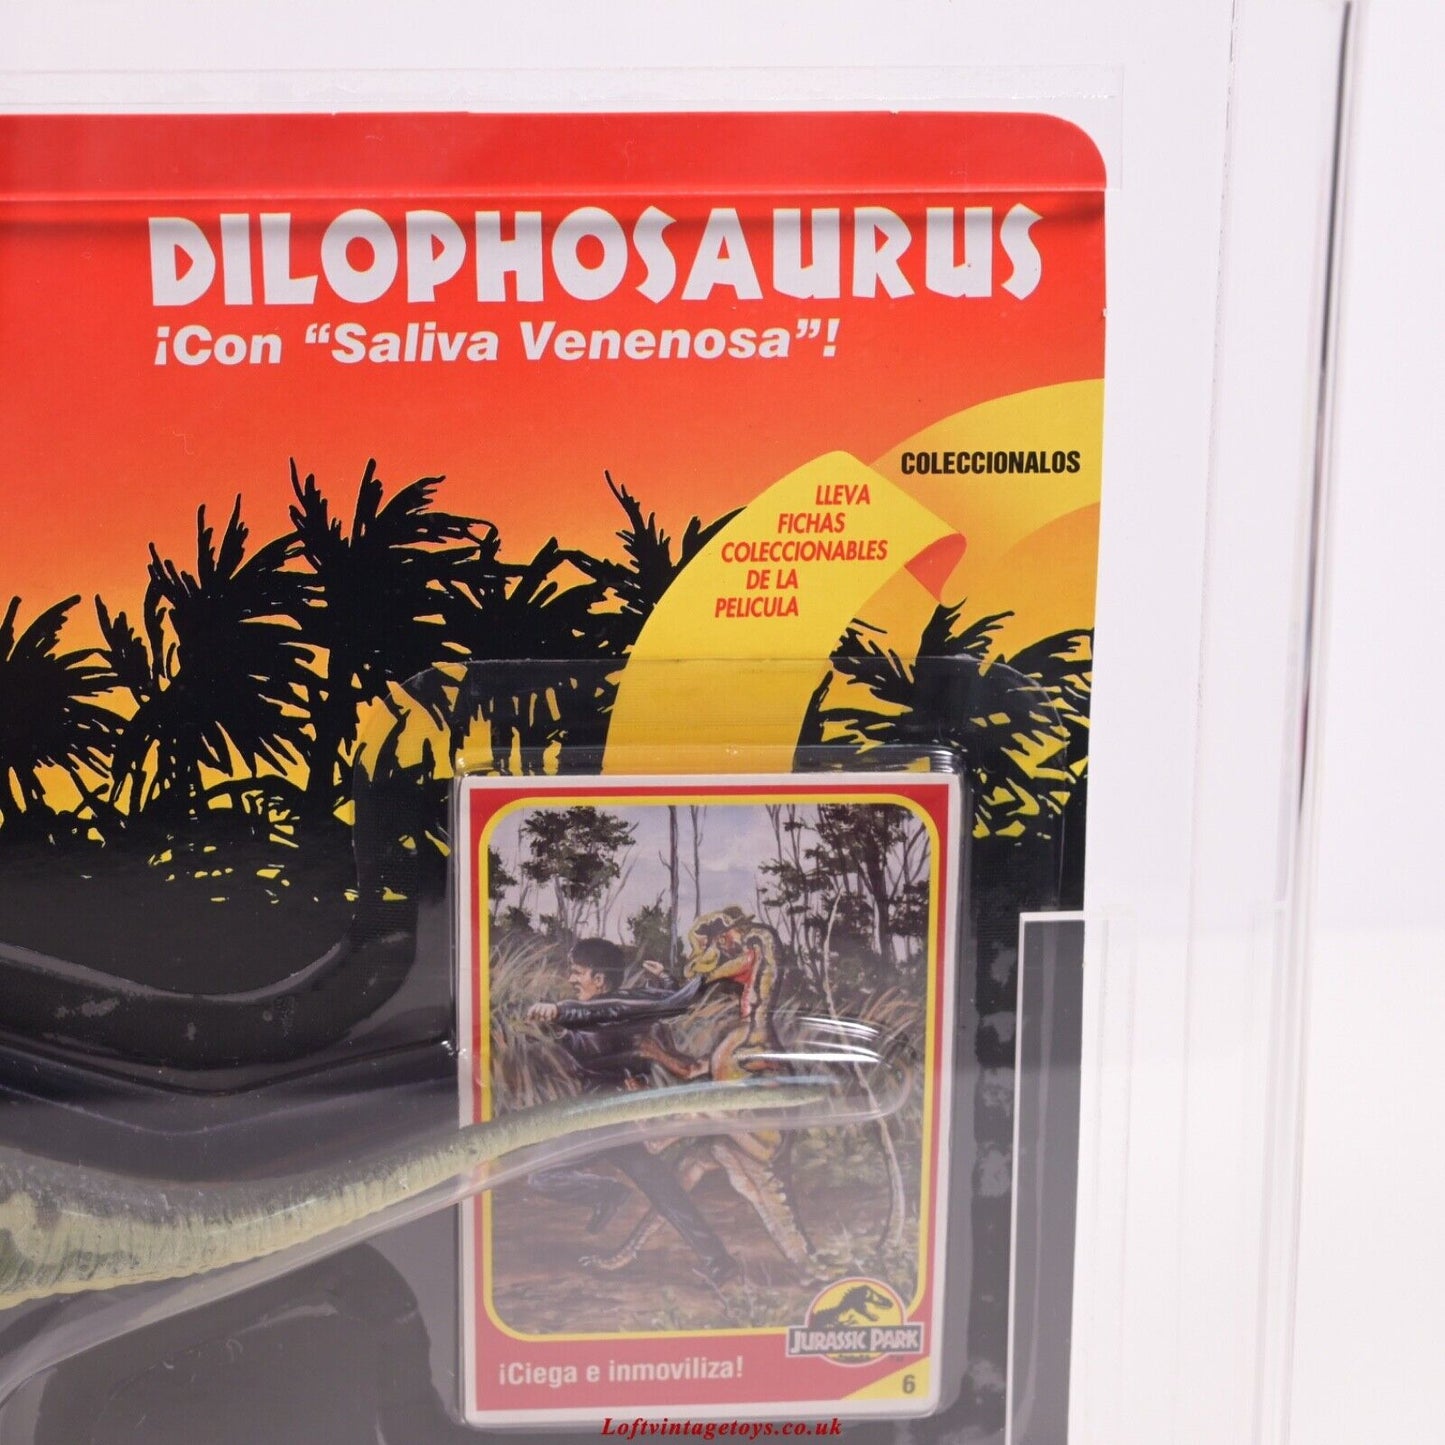 DILOPHOSAURUS
¡Con “Saliva Venenosa”!
COLECCIONALOS
LLEVA
FICHAS
COLECCIONABLES
DE LA
PELICULA
JURASSIC PARK
¡Ciega e inmoviliza!
6
Loftvintagetoys.co.uk